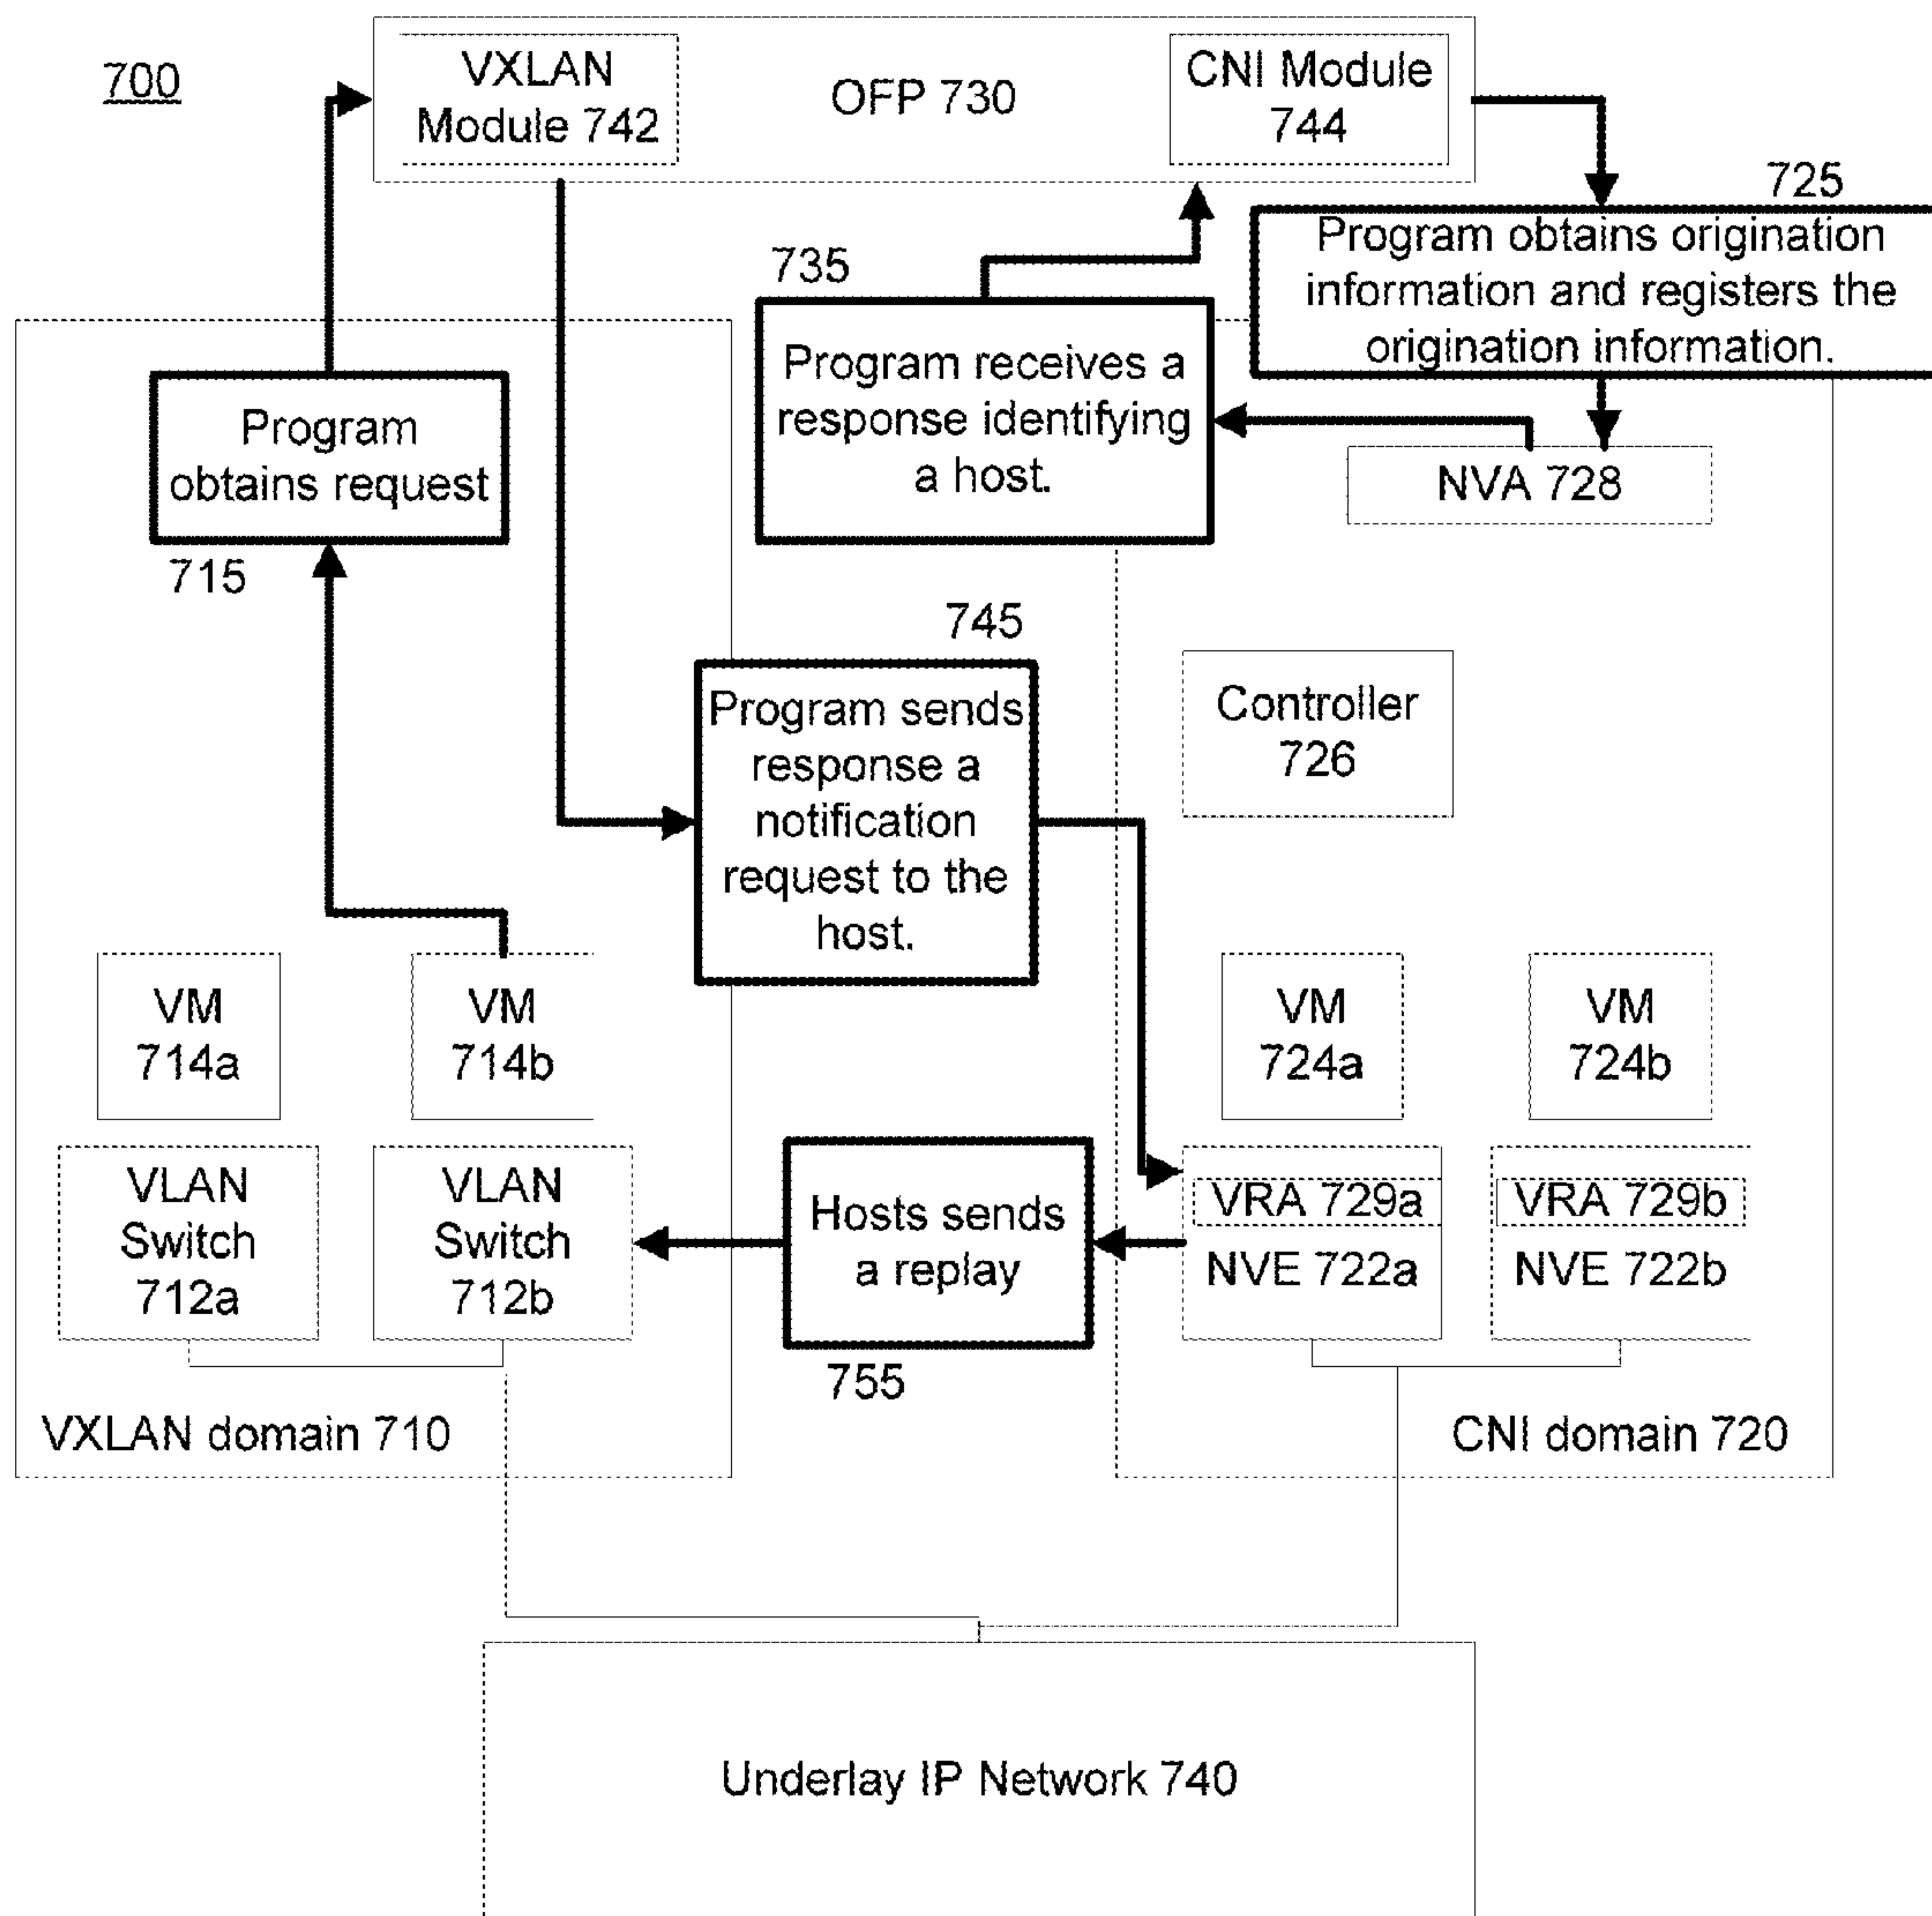 700
VXLAN
Module 742
OFP 730
CNI Module
744
725
Program obtains origination
information and registers the
origination information.
735
Program receives a
response identifying
a host.
Program
obtains request
715
NVA 728
745
Program sends
response a
notification
request to the
host.
Controller
726
VM
714a
VM
714b
VM
724a
VM
724b
VLAN
Switch
712a
VLAN
Switch
712b
Hosts sends
a replay
755
VRA 729a
NVE 722a
VRA 729b
NVE 722b
VXLAN domain 710
CNI domain 720
Underlay IP Network 740